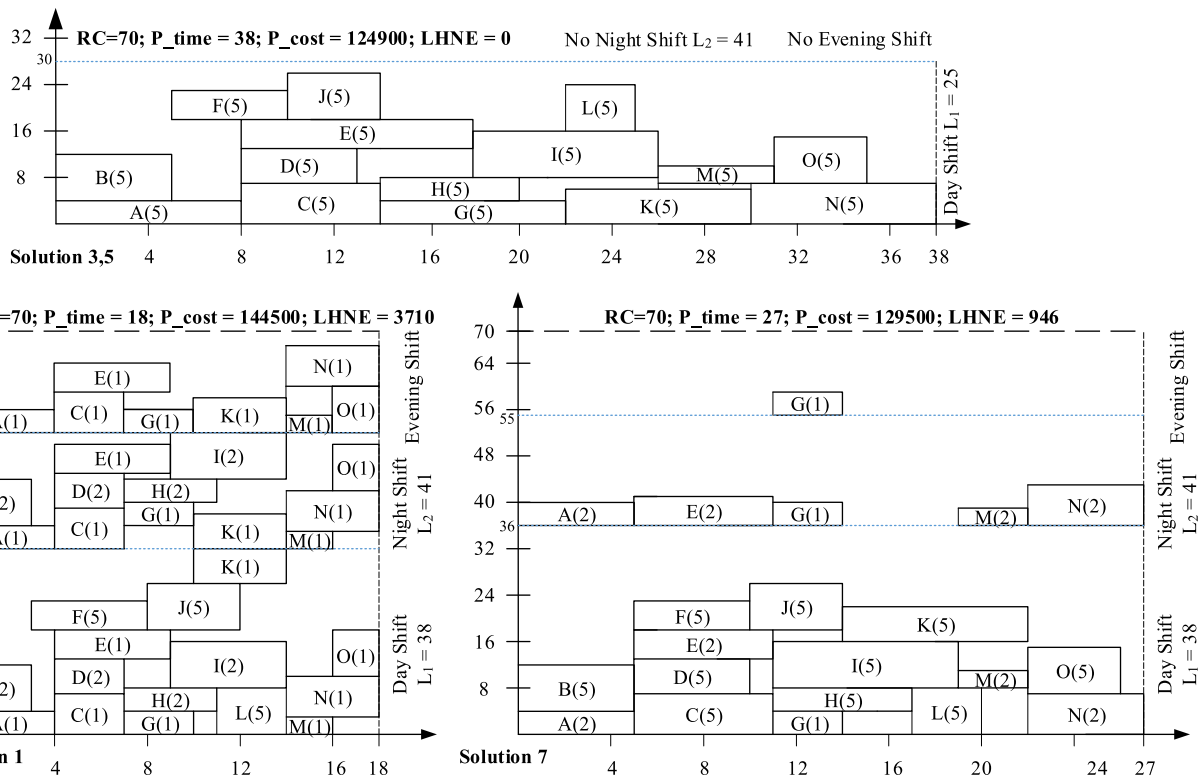 32
RC=70; P_time = 38; P_cost = 124900; LHNE = 0
No Night Shift L2 = 41
No Evening Shift
30
24
16
8
J(5)
F(5)
L(5)
E(5)
B(5)
D(5)
I(5)
O(5)
M(5)
H(5)
A(5)
C(5)
G(5)
K(5)
N(5)
Day Shift L1 = 25
Solution 3,5
4 8 12 16 20 24 28 32 36 38
=70; P_time = 18; P_cost = 144500; LHNE = 3710
N(1)
E(1)
C(1)
K(1)
O(1)
(1)
G(1)
M(1)
Evening Shift
E(1)
I(2)
O(1)
2)
D(2)
H(2)
N(1)
G(1)
C(1)
K(1)
(1)
M(1)
Night Shift
L2 = 41
K(1)
F(5)
J(5)
E(1)
O(1)
2)
D(2)
I(2)
H(2)
N(1)
C(1)
L(5)
(1)
G(1)
M(1)
Day Shift
L1 = 38
n 1
4 8 12 16 18
RC=70; P_time = 27; P_cost = 129500; LHNE = 946
70
64
56
55
48
40
36
32
24
16
8
G(1)
Evening Shift
A(2)
E(2)
G(1)
M(2)
N(2)
Night Shift
L2 = 41
F(5)
J(5)
K(5)
E(2)
B(5)
D(5)
I(5)
M(2)
O(5)
H(5)
A(2)
C(5)
G(1)
L(5)
N(2)
Day Shift
L1 = 38
Solution 7
4 8 12 16 20 24 27